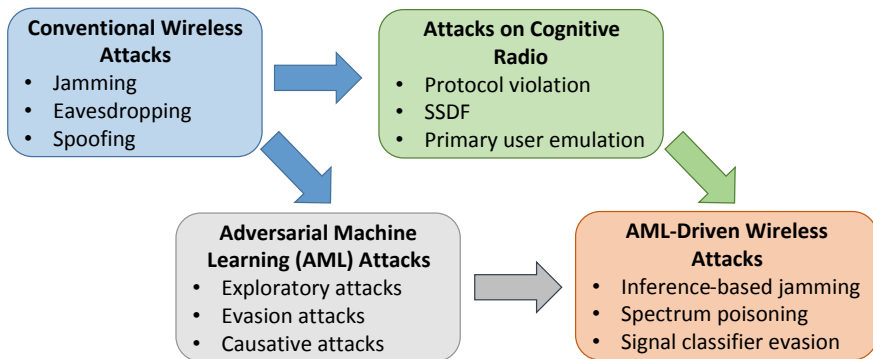 Conventional Wireless
Attacks
• Jamming
• Eavesdropping
• Spoofing
Attacks on Cognitive
Radio
• Protocol violation
• SSDF
• Primary user emulation
Adversarial Machine
Learning (AML) Attacks
• Exploratory attacks
• Evasion attacks
• Causative attacks
AML-Driven Wireless
Attacks
• Inference-based jamming
• Spectrum poisoning
• Signal classifier evasion